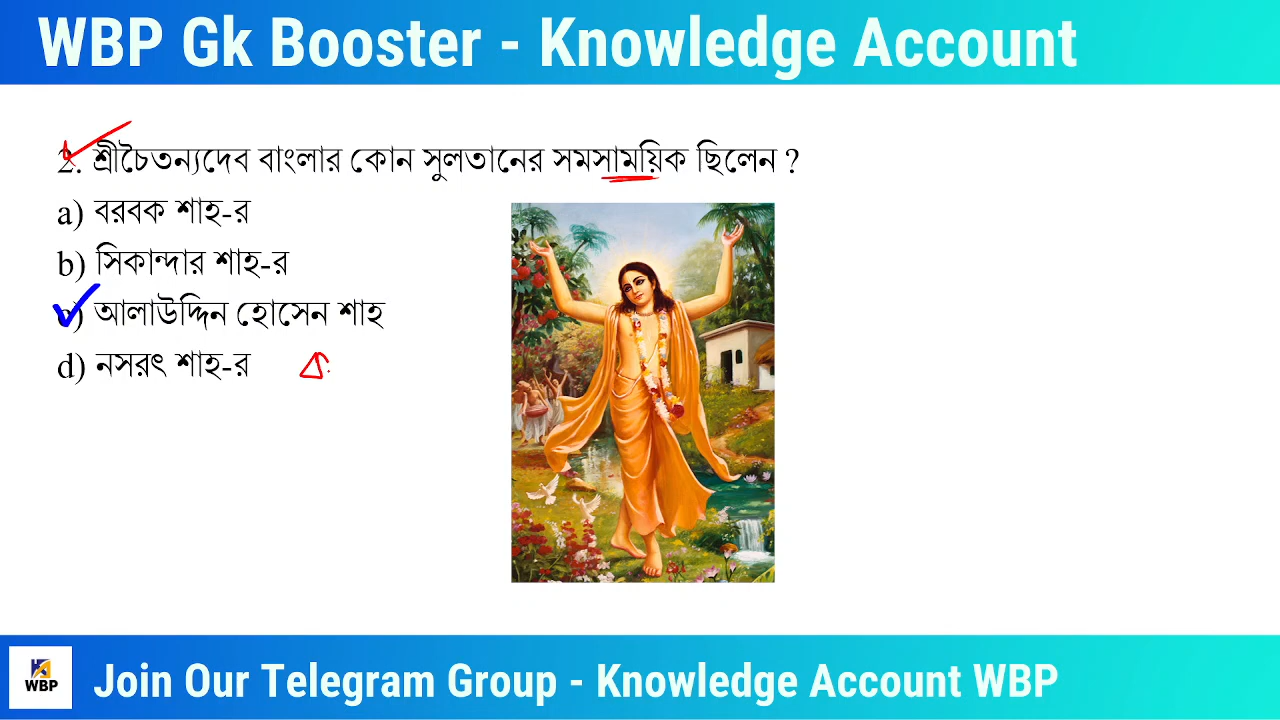 WBP Gk Booster - Knowledge Account
2. শ্রীচৈতন্যদেব বাংলার কোন সুলতানের সমসাময়িক ছিলেন ?
a) বরবক শাহ-র
b) সিকান্দার শাহ-র
c) আলাউদ্দিন হোসেন শাহ
d) নসরৎ শাহ-র
WBP
Join Our Telegram Group - Knowledge Account WBP